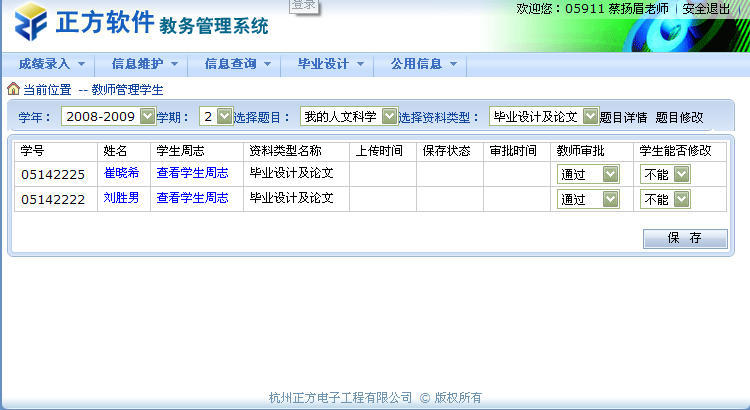 登录
欢迎您：05911 蔡扬眉老师 | 安全退出
正方软件 教务管理系统
成绩录入 信息维护 信息查询 毕业设计 公用信息
当前位置 -- 教师管理学生
学年： 2008-2009 学期： 2 选择题目： 我的人文科学 选择资料类型： 毕业设计及论文 题目详情 题目修改
学号 姓名 学生周志 资料类型名称 上传时间 保存状态 审批时间 教师审批 学生能否修改
05142225 崔晓希 查看学生周志 毕业设计及论文 通过 不能
05142222 刘胜男 查看学生周志 毕业设计及论文 通过 不能
保 存
杭州正方电子工程有限公司 © 版权所有